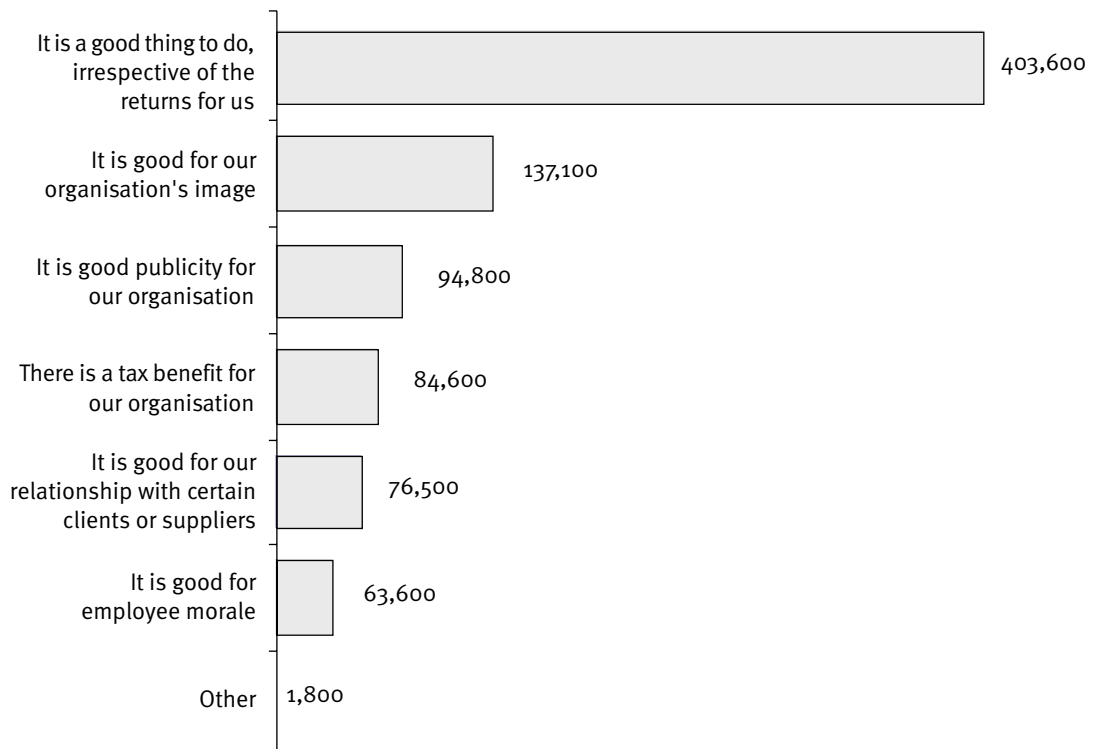 It is a good thing to do,
irrespective of the
returns for us
403,600
It is good for our
organisation's image
137,100
It is good publicity for
our organisation
94,800
There is a tax benefit for
our organisation
84,600
It is good for our
relationship with certain
clients or suppliers
76,500
It is good for
employee morale
63,600
Other
1,800